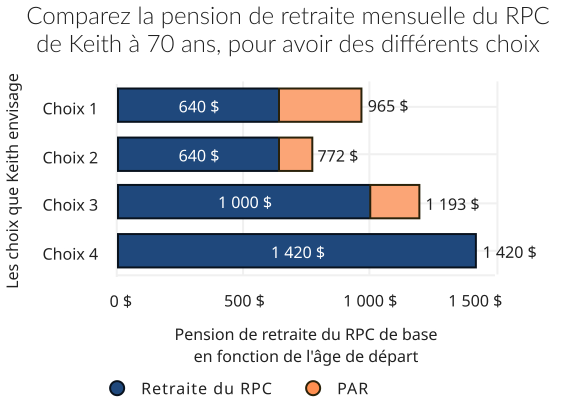 Comparez la pension de retraite mensuelle du RPC
de Keith à 70 ans, pour avoir des différents choix
Les choix que Keith envisage
Choix 1
640 $
965 $
Choix 2
640 $
772 $
Choix 3
1 000 $
1 193 $
Choix 4
1 420 $
1 420 $
0 $
500 $
1 000 $
1 500 $
Pension de retraite du RPC de base
en fonction de l'âge de départ
Retraite du RPC
PAR